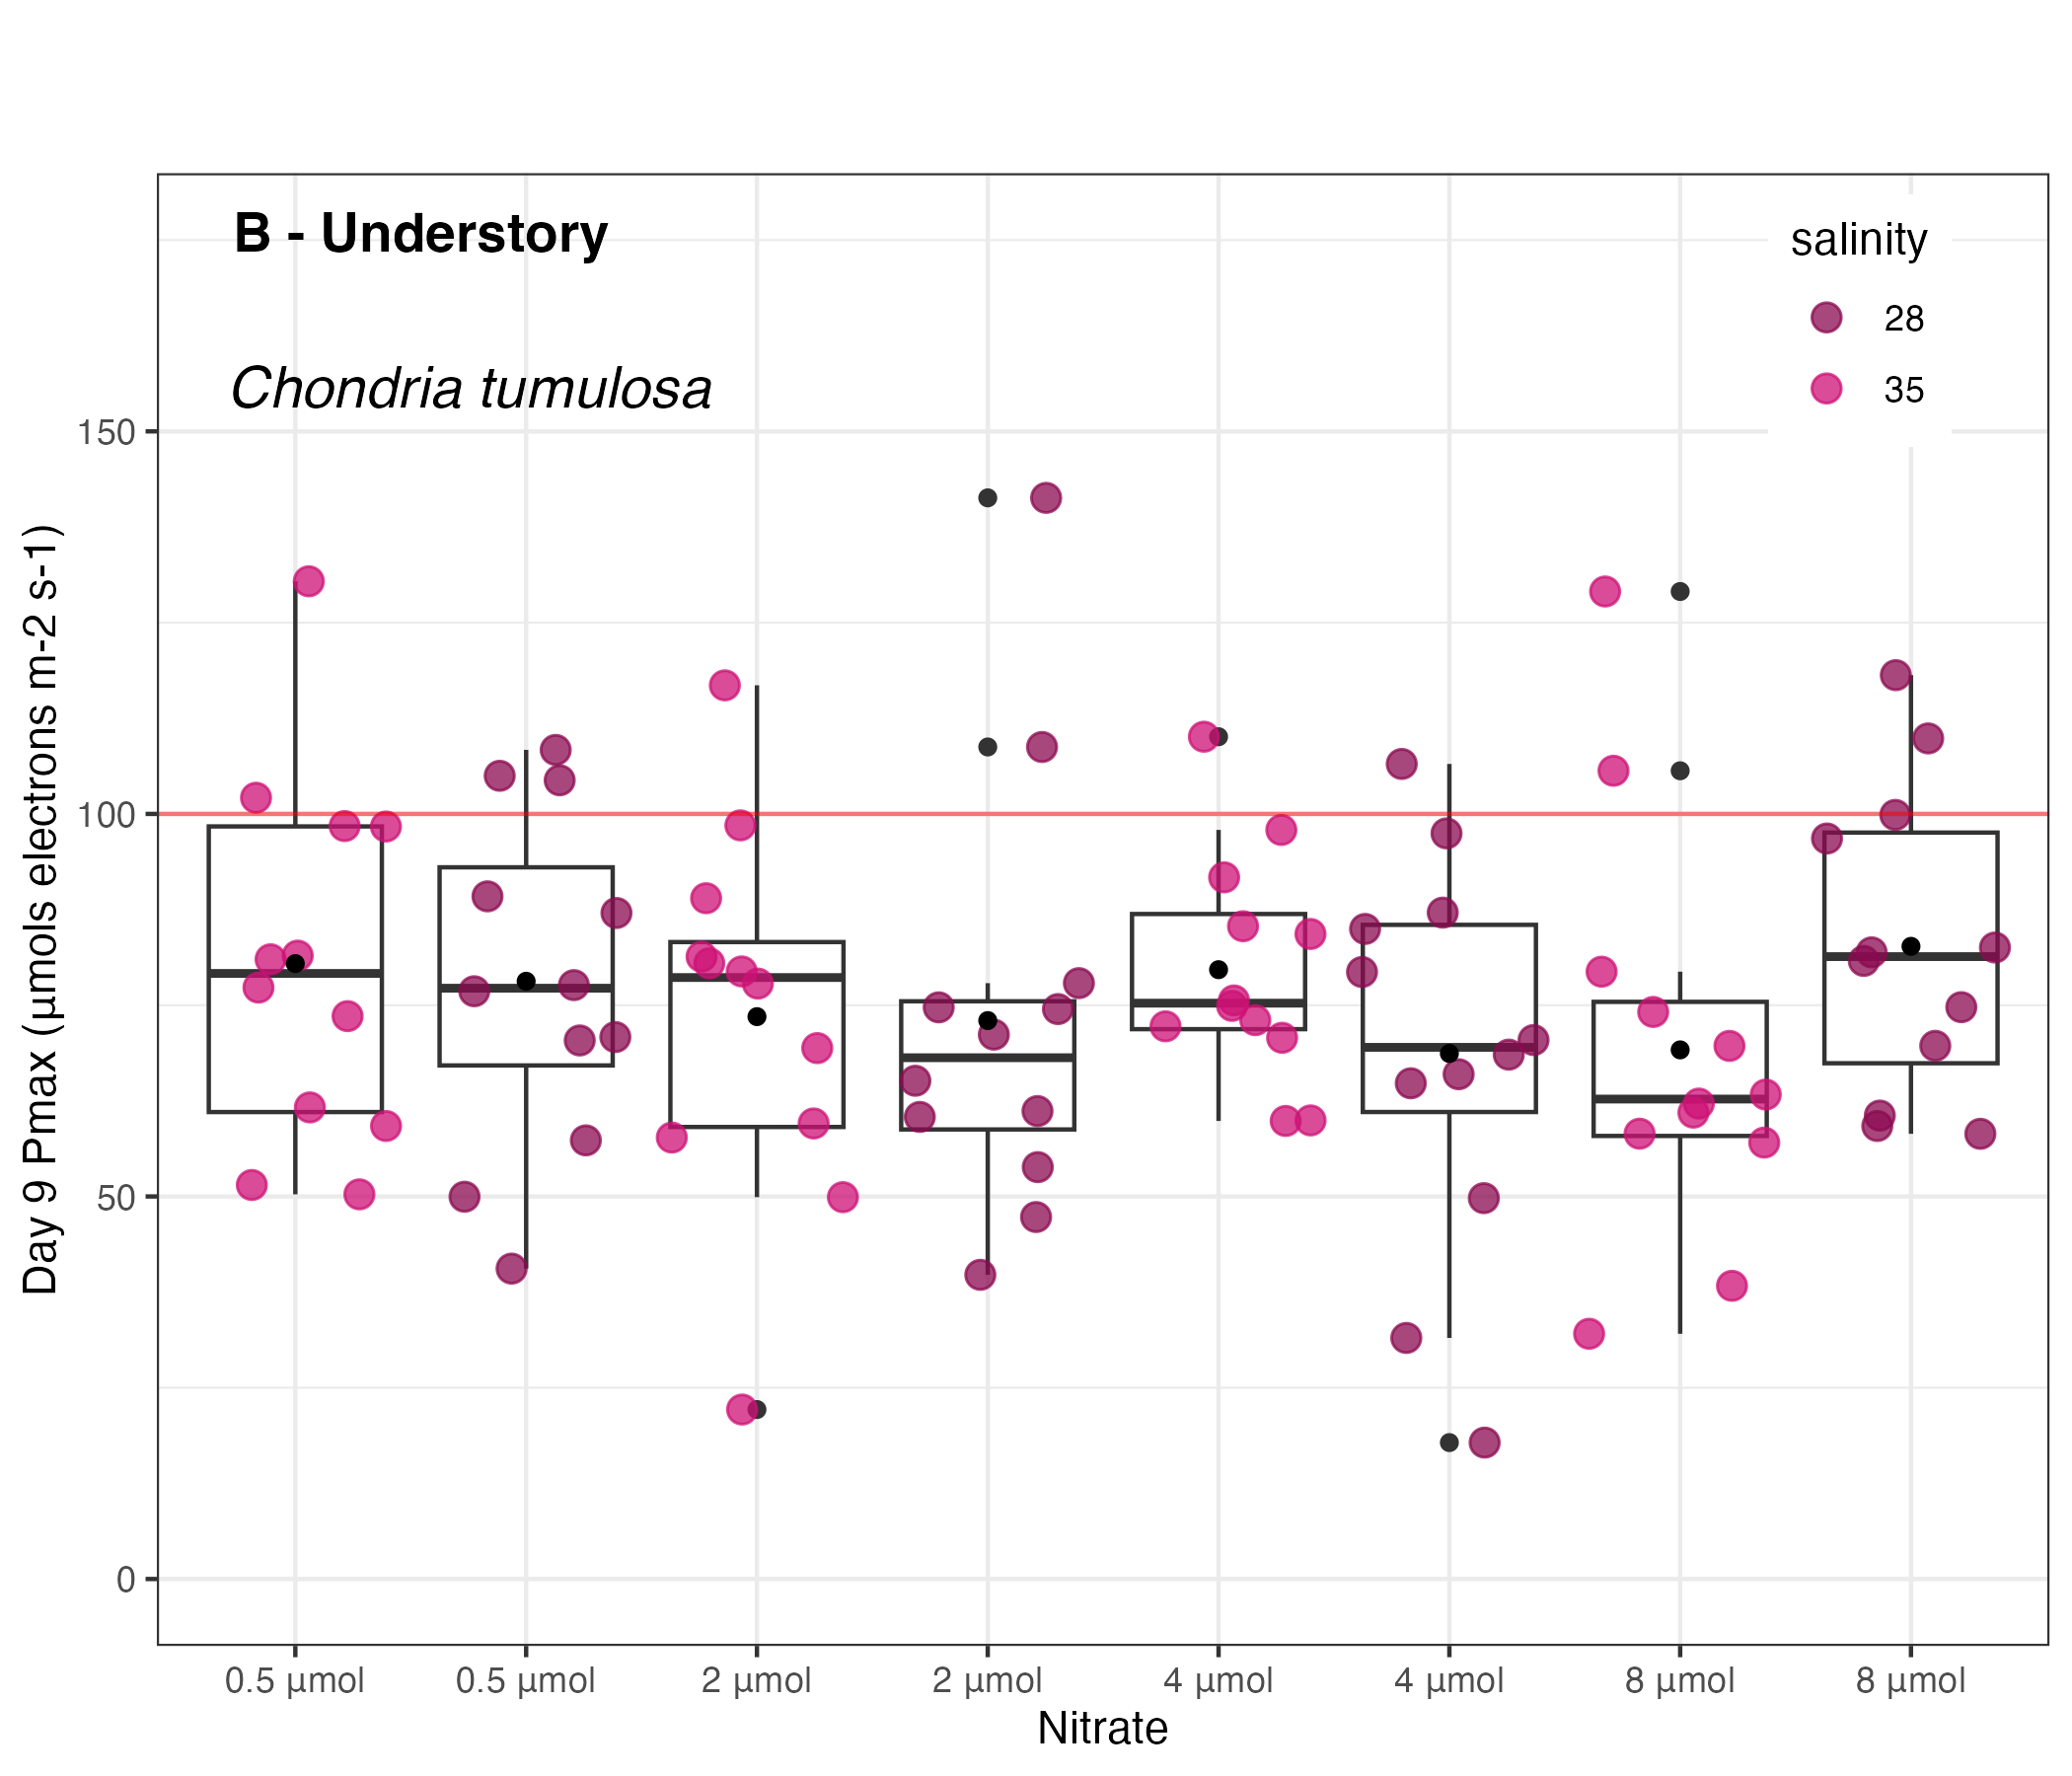 B - Understory
Chondria tumulosa
salinity
28
35
Day 9 Pmax (μmols electrons m-2 s-1)
150
100
50
0
0.5 μmol 0.5 μmol 2 μmol 2 μmol 4 μmol 4 μmol 8 μmol 8 μmol
Nitrate